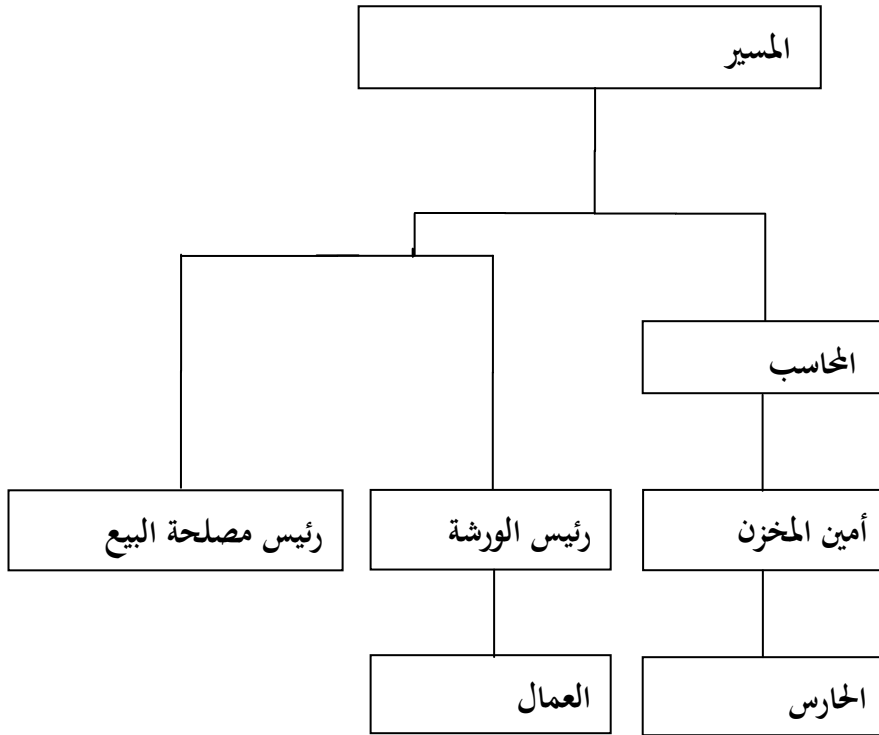 المسير
المحاسب
أمين المخزن
رئيس الورشة
رئيس مصلحة البيع
الحارس
العمال